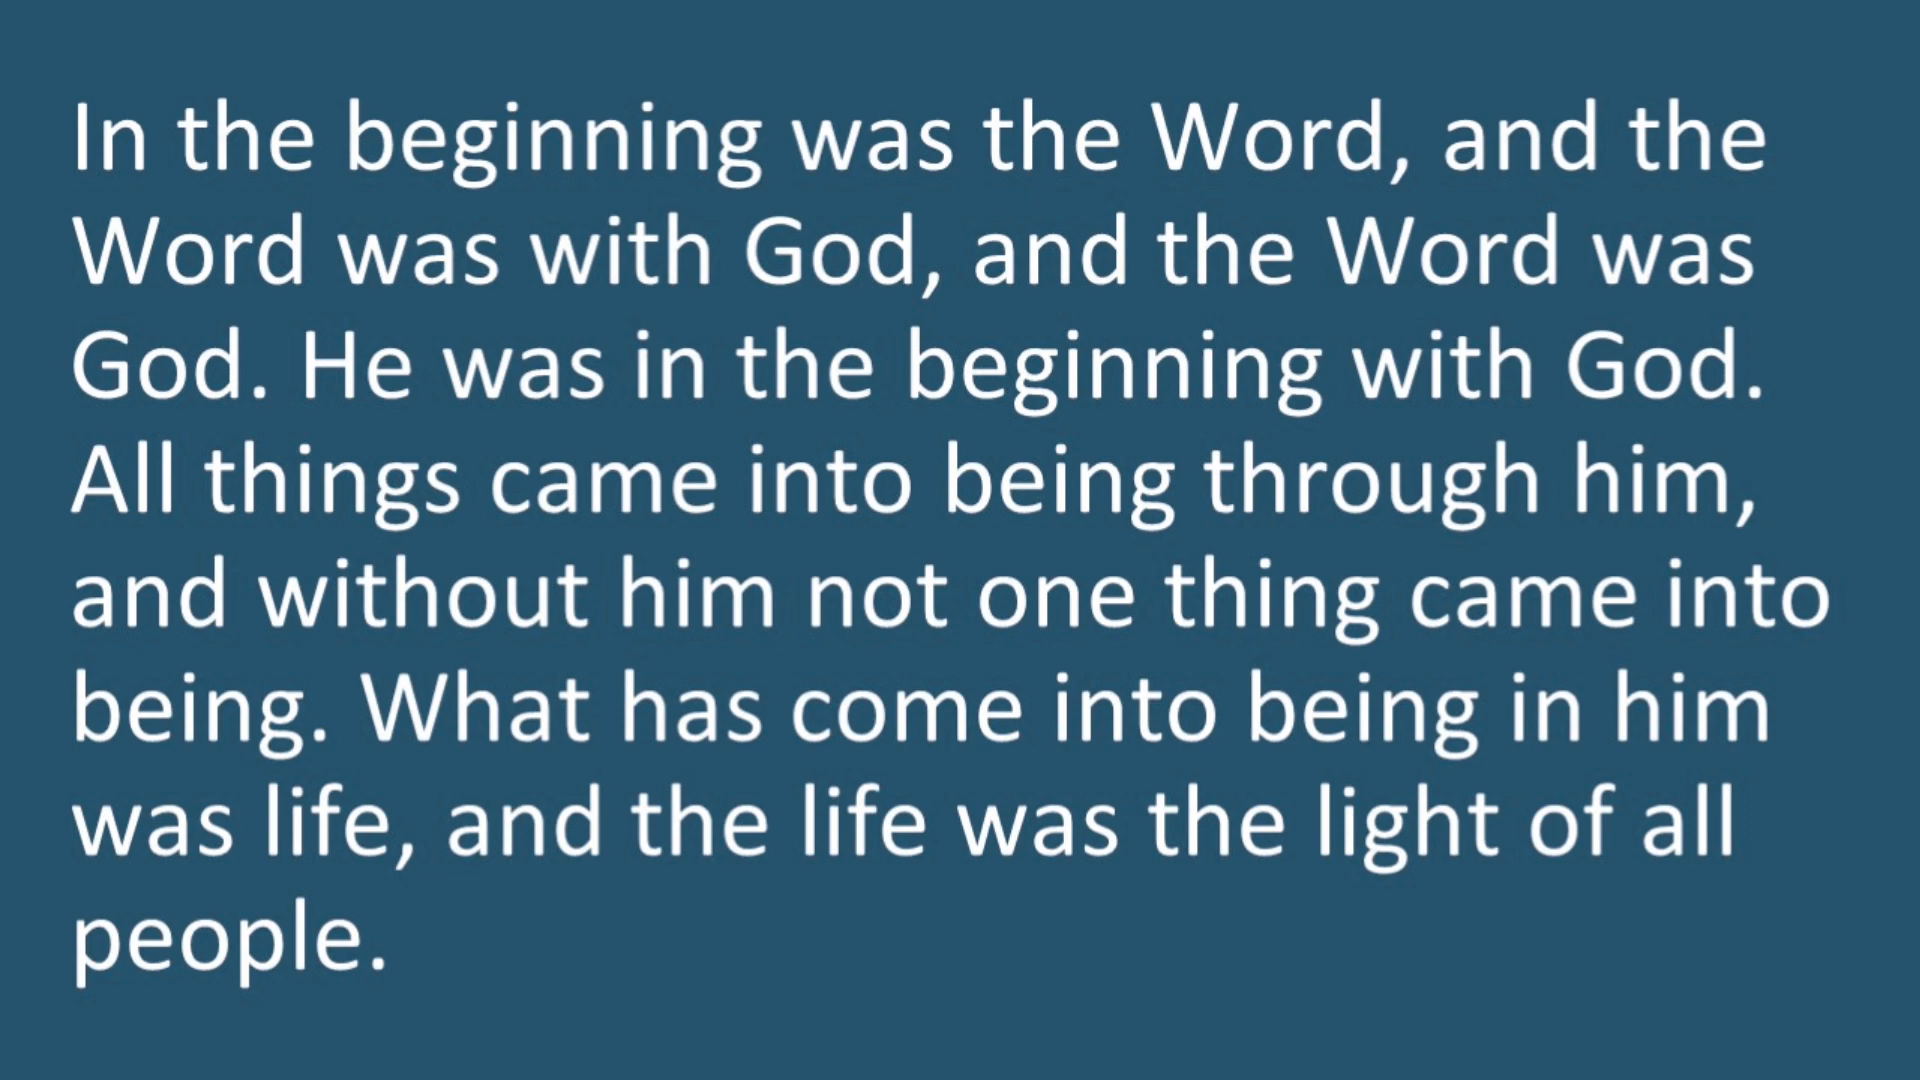 In the beginning was the Word, and the
Word was with God, and the Word was
God. He was in the beginning with God.
All things came into being through him,
and without him not one thing came into
being. What has come into being in him
was life, and the life was the light of all
people.